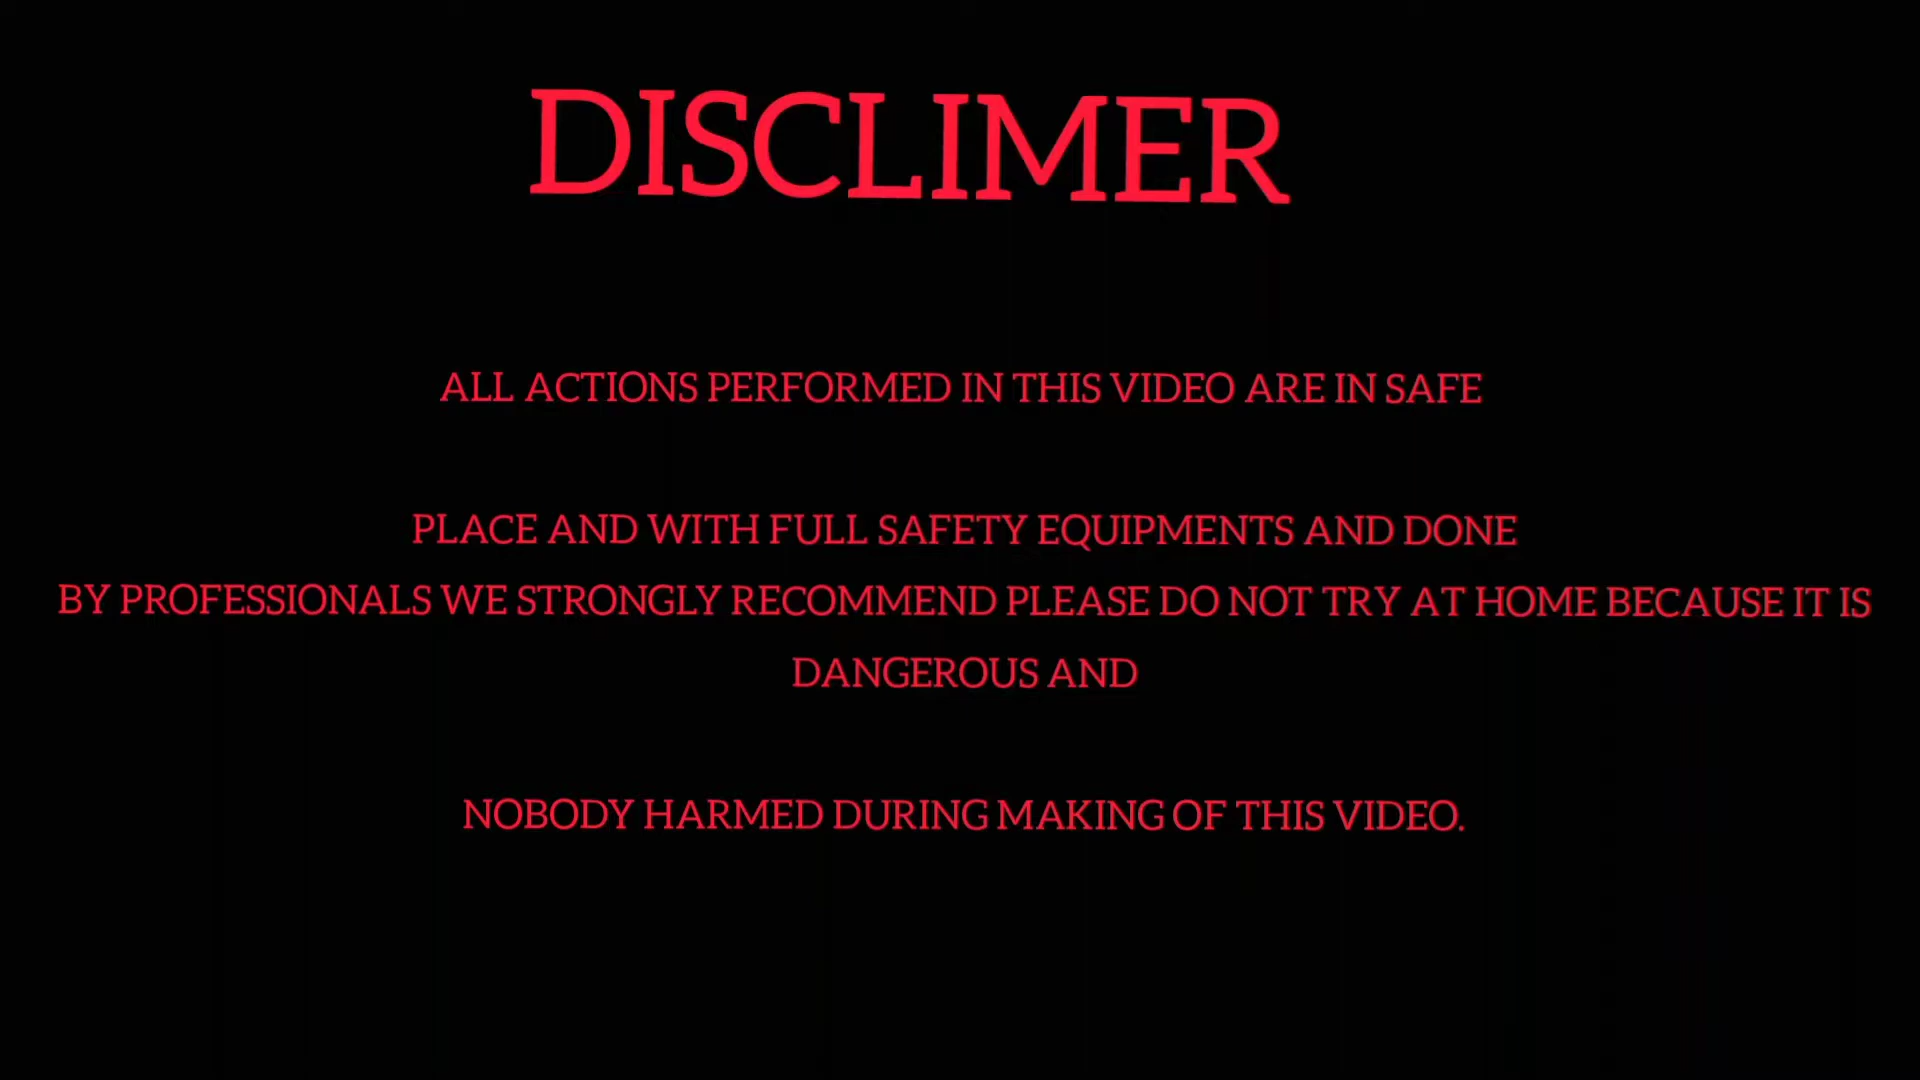 DISCLIMER
ALL ACTIONS PERFORMED IN THIS VIDEO ARE IN SAFE
PLACE AND WITH FULL SAFETY EQUIPMENTS AND DONE
BY PROFESSIONALS WE STRONGLY RECOMMEND PLEASE DO NOT TRY AT HOME BECAUSE IT IS
DANGEROUS AND
NOBODY HARMED DURING MAKING OF THIS VIDEO.